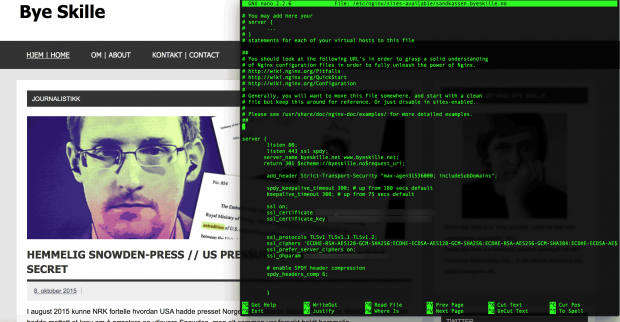 Bye Skille
HJEM | HOME
OM | ABOUT
KONTAKT | CONTACT
JOURNALISTIKK
No. 854
The Emba
Royal Ministry of
extradition of
HEMMELIG SNOWDEN-PRESS // US PRESSU
SECRET
8. oktober 2015
I august 2015 kunne NRK fortelle hvordan USA hadde presset Norge
TWITTER
GNU nano 2.2.6 File: /etc/nginx/sites-available/sandkassen.byeskille.no
# You may add here your
# server {
# ...
# }
# statements for each of your virtual hosts to this file
##
# You should look at the following URL's in order to grasp a solid understanding
# of Nginx configuration files in order to fully unleash the power of Nginx.
# http://wiki.nginx.org/Pitfalls
# http://wiki.nginx.org/QuickStart
# http://wiki.nginx.org/Configuration
#
# Generally, you will want to move this file somewhere, and start with a clean
# file but keep this around for reference. Or just disable in sites-enabled.
#
# Please see /usr/share/doc/nginx-doc/examples/ for more detailed examples.
##
server {
listen 80;
listen 443 ssl spdy;
server_name byeskille.net www.byeskille.net;
return 301 $scheme://byeskille.no$request_uri;
add_header Strict-Transport-Security "max-age=31536000; includeSubDomains";
spdy_keepalive_timeout 300; # up from 180 secs default
keepalive_timeout 300; # up from 75 secs default
ssl on;
ssl_certificate
ssl_certificate_key
ssl_protocols TLSv1 TLSv1.1 TLSv1.2;
ssl_ciphers 'ECDHE-RSA-AES128-GCM-SHA256:ECDHE-ECDSA-AES128-GCM-SHA256:ECDHE-RSA-AES256-GCM-SHA384:ECDHE-ECDSA-AES$
ssl_prefer_server_ciphers on;
ssl_dhparam
# enable SPDY header compression
spdy_headers_comp 6;
}
^G Get Help ^O WriteOut ^R Read File ^Y Prev Page ^K Cut Text ^C Cur Pos
^X Exit ^J Justify ^W Where Is ^V Next Page ^U UnCut Text ^T To Spell